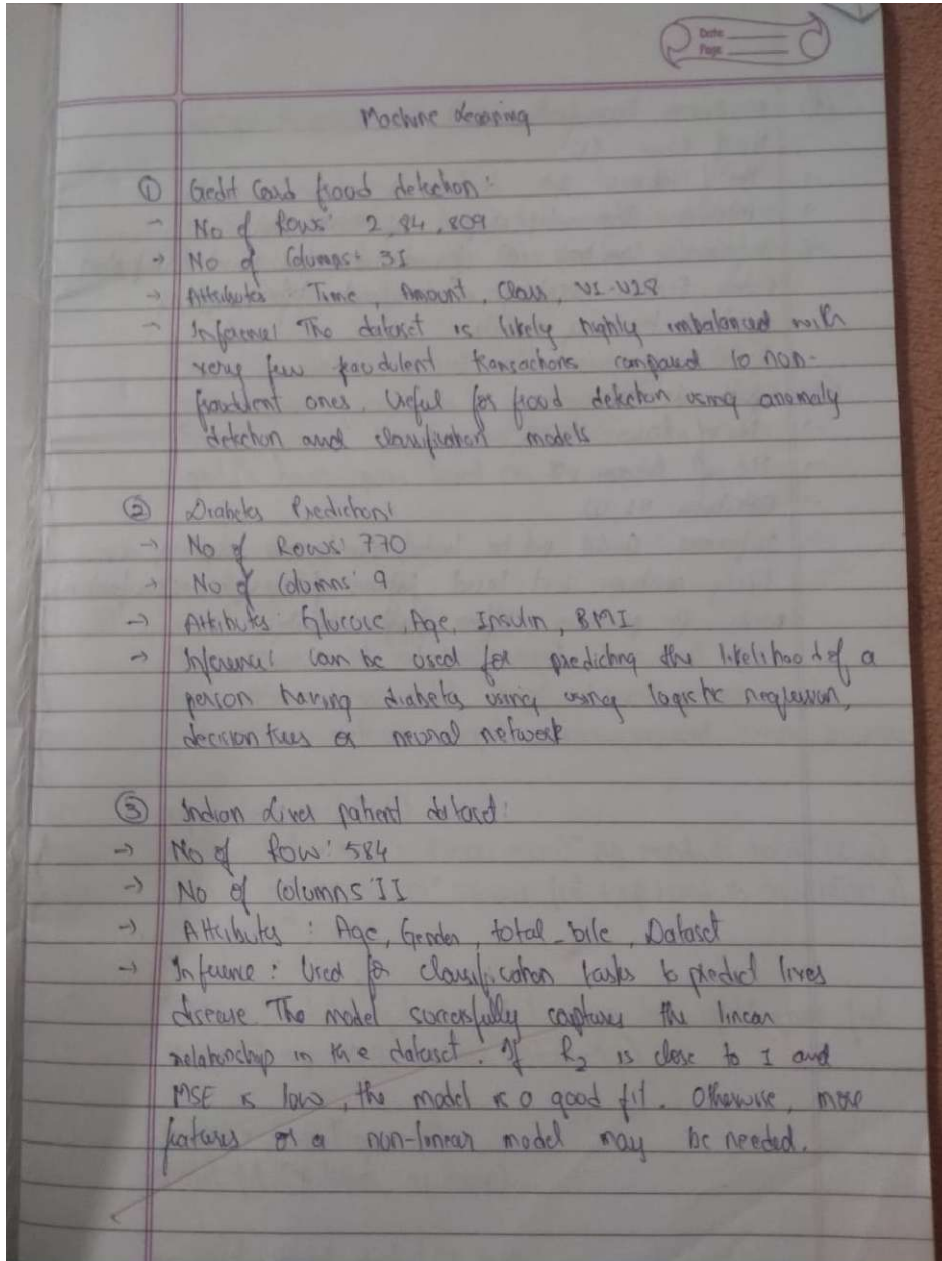 Date
Page
Machine Learning
① Credit Card fraud detection:
→ No of Rows: 2,84,809
→ No of Columns: 31
→ Attributes Time, Amount, Class, V1-V28
→ Inference: The dataset is likely highly imbalanced with
very few fraudulent transactions compared to non-
fraudulent ones. Useful for fraud detection using anomaly
detection and classification models
② Diabetes Prediction:
→ No of Rows: 770
→ No of Columns: 9
→ Attributes: Glucose, Age, Insulin, BMI
→ Inference: Can be used for predicting the likelihood of a
person having diabetes using using logistic regression,
decision trees or neural network
③ Indian Liver patient dataset:
→ No of Row: 584
→ No of Columns 11
→ Attributes : Age, Gender, total_bile, Dataset
→ Inference : Used for classification tasks to predict liver
disease The model successfully captures the linear
relationship in the dataset. If R2 is close to 1 and
MSE is low, the model is a good fit. Otherwise, more
features or a non-linear model may be needed.